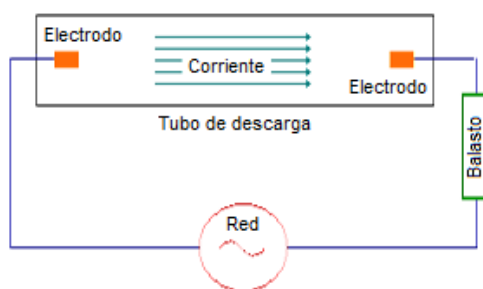 Electrodo
Corriente
Electrodo
Tubo de descarga
Balasto
Red